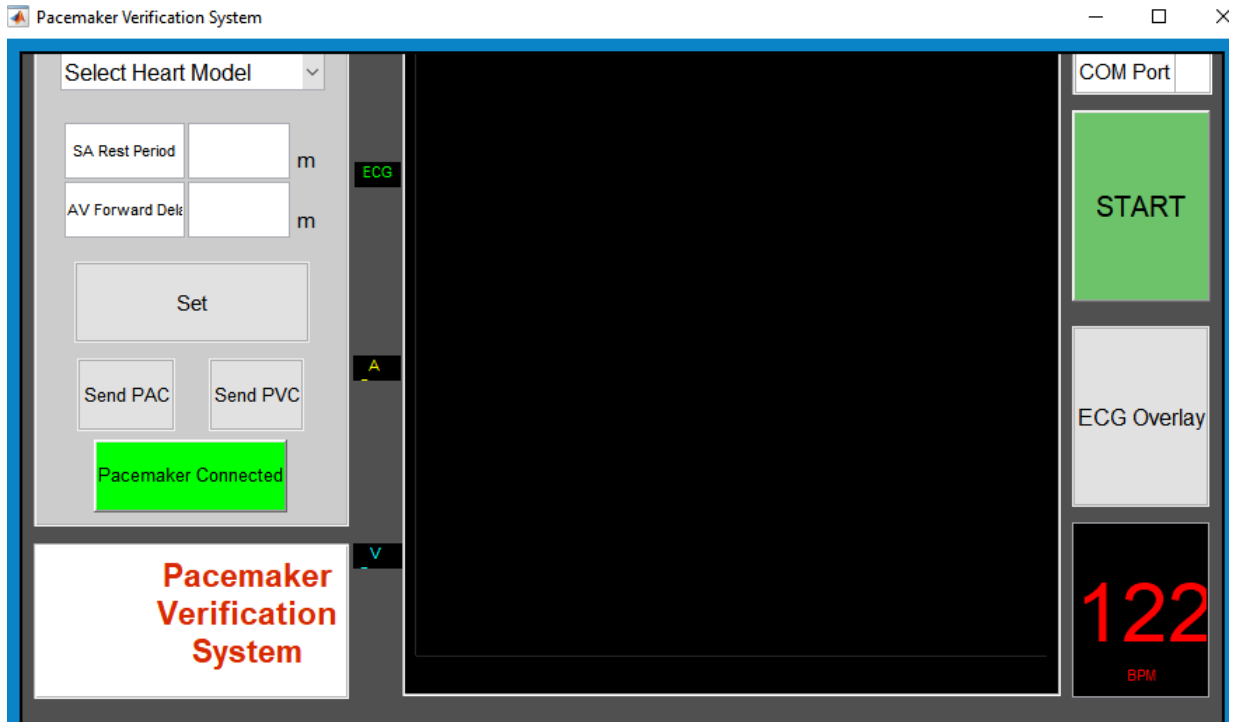 Pacemaker Verification System
Select Heart Model
COM Port
SA Rest Period
m
ECG
AV Forward Dela
m
START
Set
A
Send PAC
Send PVC
ECG Overlay
Pacemaker Connected
V
Pacemaker
Verification
System
122
BPM